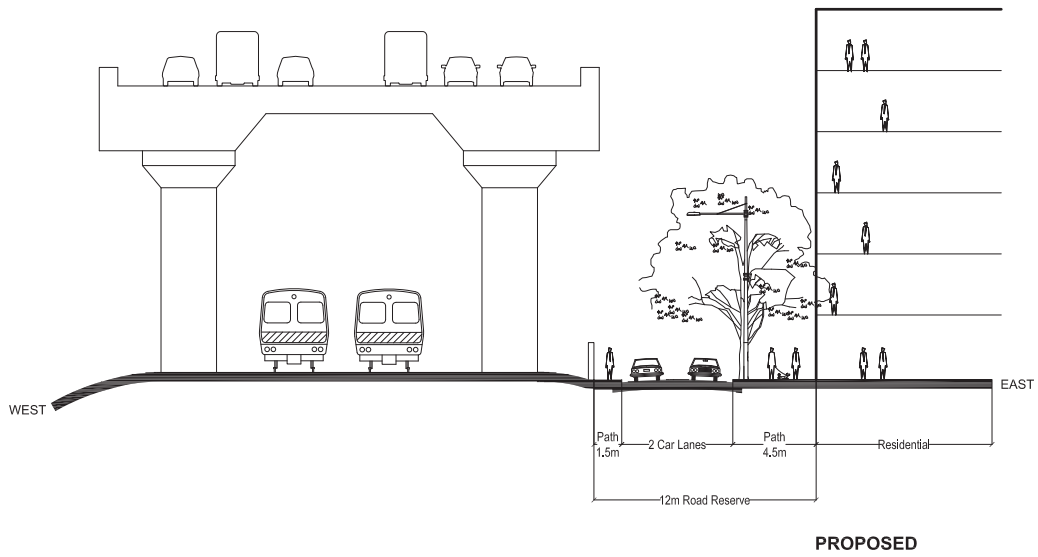 WEST
EAST
Path
1.5m
2 Car Lanes
Path
4.5m
Residential
12m Road Reserve
PROPOSED